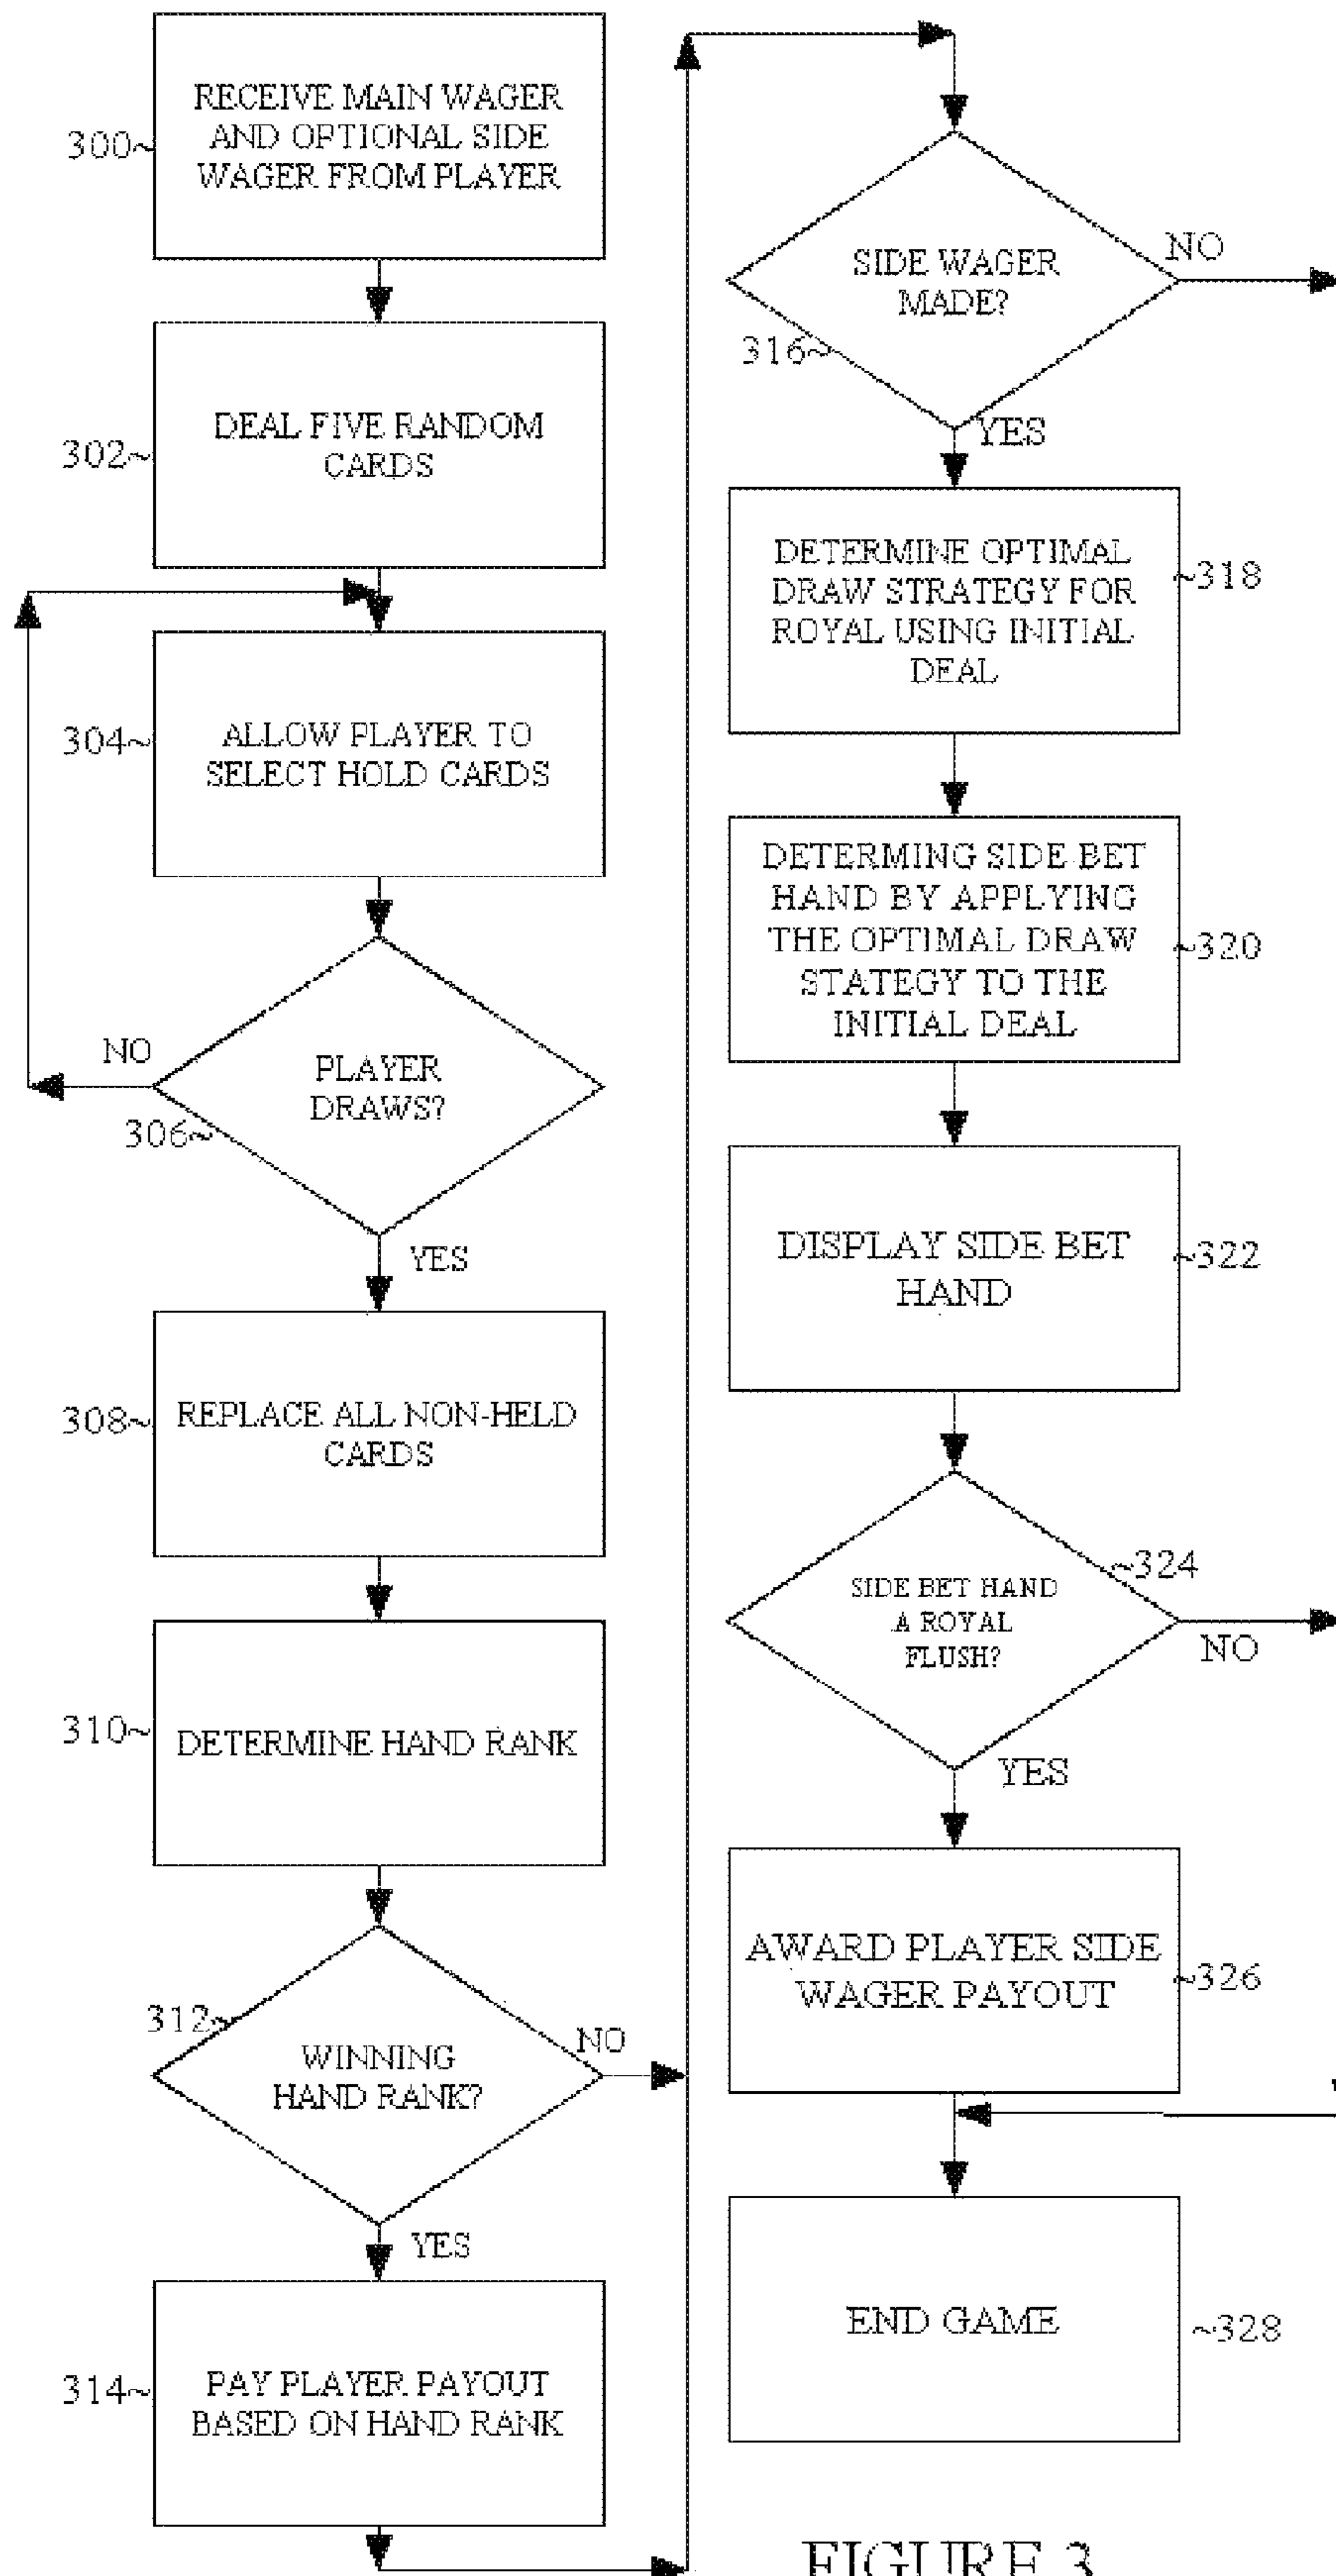 RECEIVE MAIN WAGER
AND OPTIONAL SIDE
WAGER FROM PLAYER
300~
DEAL FIVE RANDOM
CARDS
302~
ALLOW PLAYER TO
SELECT HOLD CARDS
304~
NO
PLAYER
DRAWS?
306~
YES
REPLACE ALL NON-HELD
CARDS
308~
DETERMINE HAND RANK
310~
312~
WINNING
HAND RANK?
NO
YES
PAY PLAYER PAYOUT
BASED ON HAND RANK
314~
SIDE WAGER
MADE?
NO
316~
YES
DETERMINE OPTIMAL
DRAW STRATEGY FOR
ROYAL USING INITIAL
DEAL
~318
DETERMING SIDE BET
HAND BY APPLYING
THE OPTIMAL DRAW
STATEGY TO THE
INITIAL DEAL
~320
DISPLAY SIDE BET
HAND
~322
~324
SIDE BET HAND
A ROYAL
FLUSH?
NO
YES
AWARD PLAYER SIDE
WAGER PAYOUT
~326
END GAME
~328
FIGURE 3